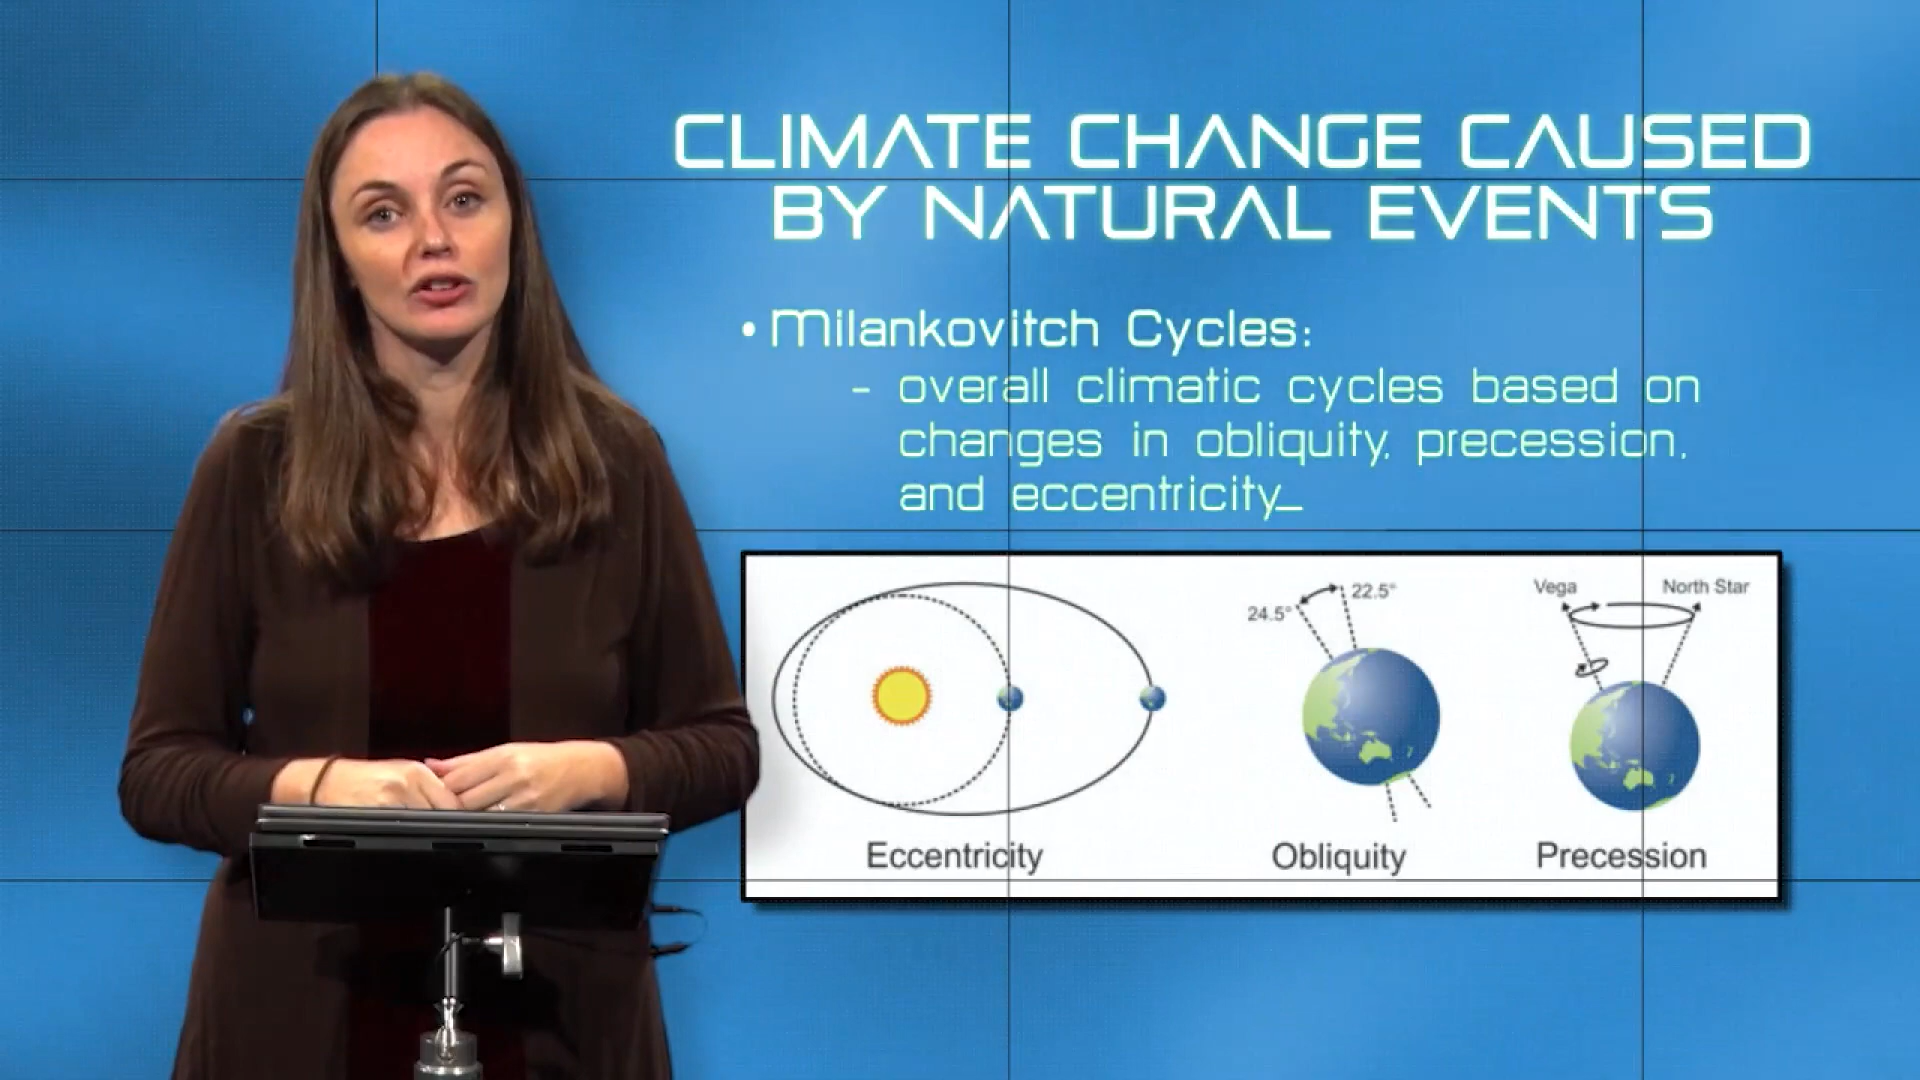 CLIMATE CHANGE CAUSED
BY NATURAL EVENTS
• Milankovitch Cycles:
- overall climatic cycles based on
changes in obliquity, precession,
and eccentricity_
24.5°
22.5°
Vega
North Star
Eccentricity
Obliquity
Precession